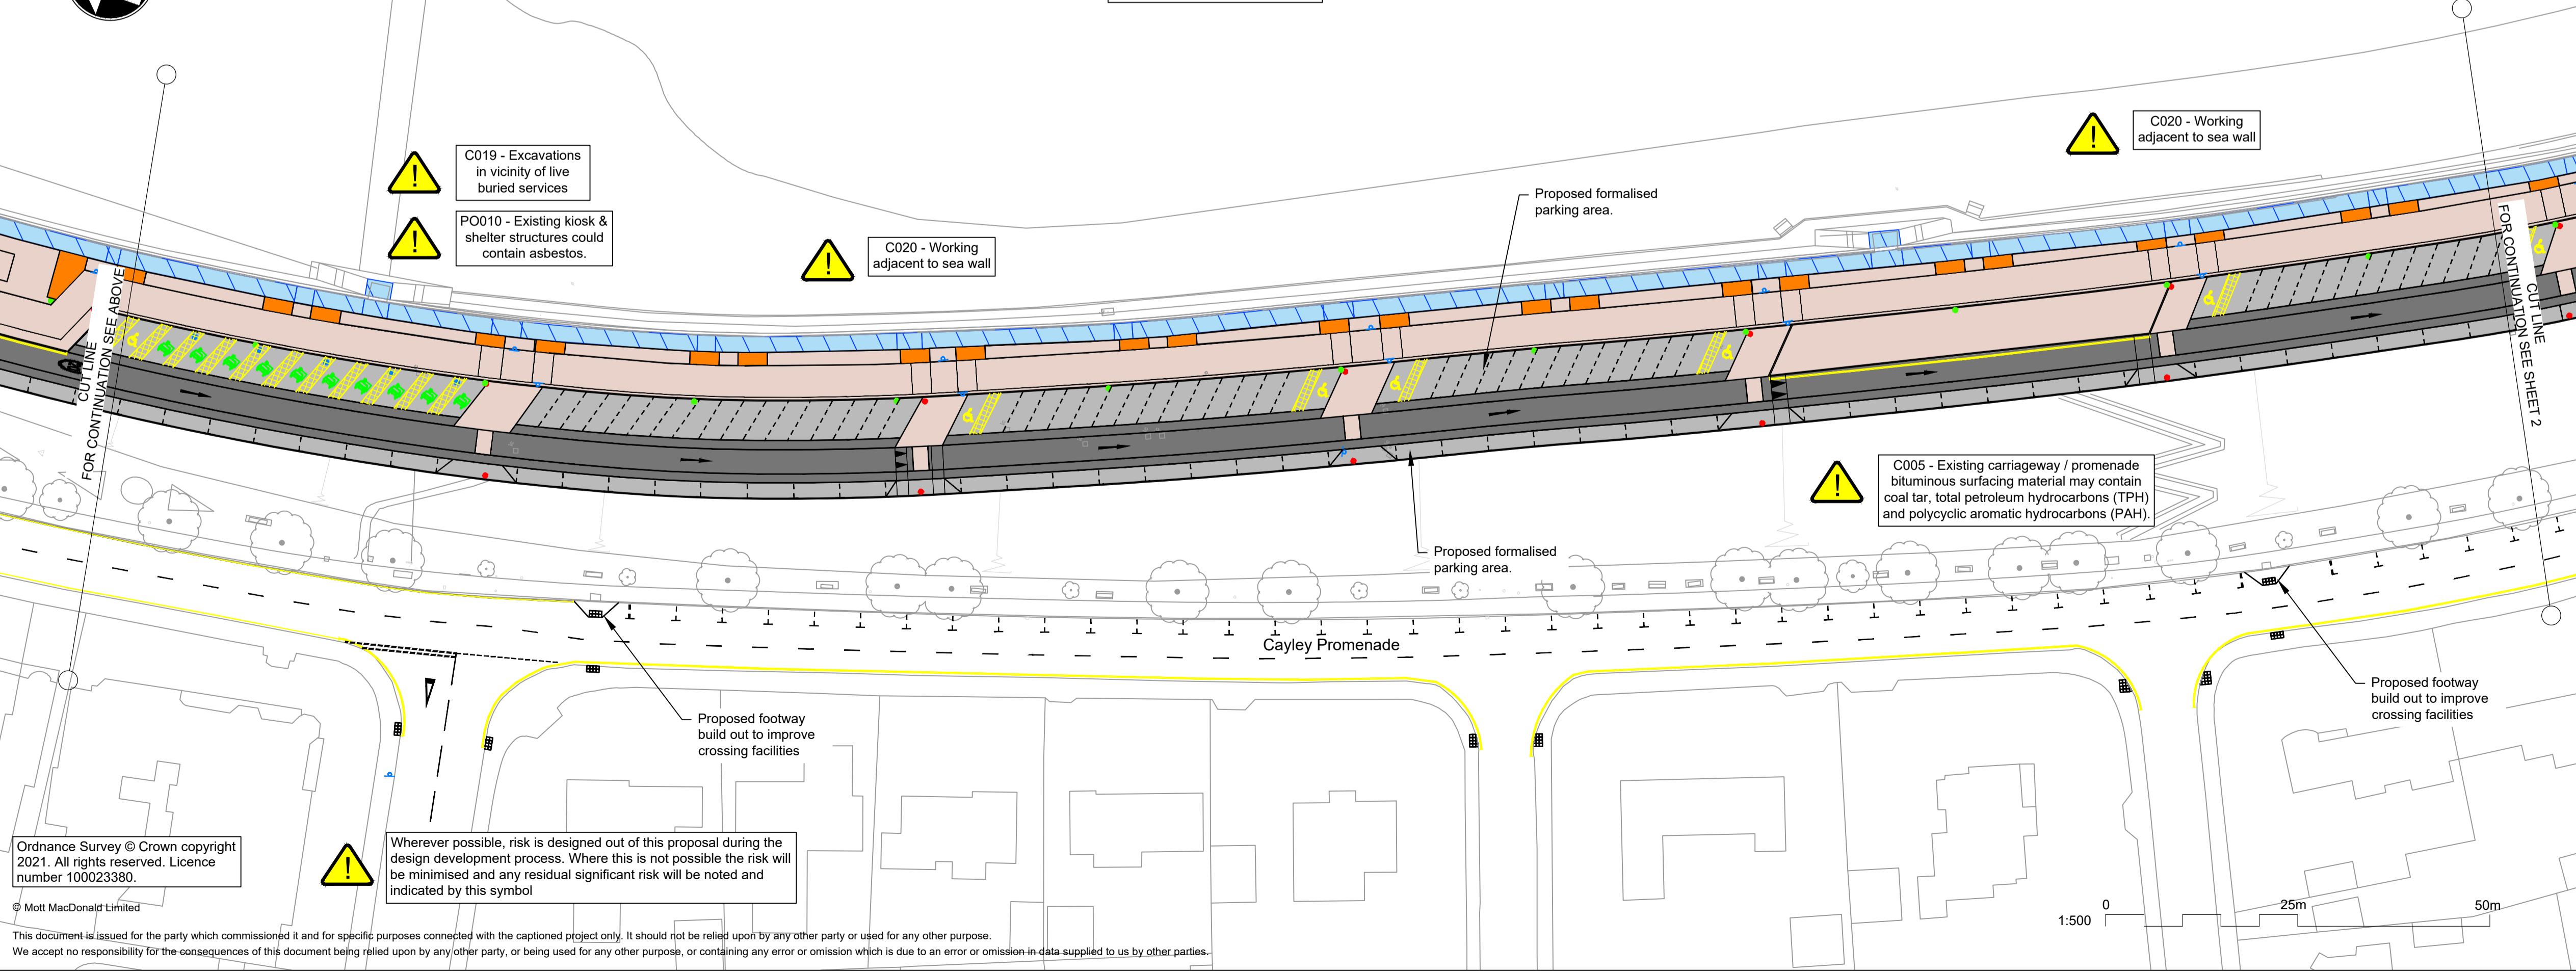 C020 - Working
adjacent to sea wall
C019 - Excavations
in vicinity of live
buried services
Proposed formalised
parking area.
PO010 - Existing kiosk &
shelter structures could
contain asbestos.
C020 - Working
adjacent to sea wall
CUT LINE
FOR CONTINUATION SEE ABOVE
CUT LINE
FOR CONTINUATION SEE SHEET 2
C005 - Existing carriageway / promenade
bituminous surfacing material may contain
coal tar, total petroleum hydrocarbons (TPH)
and polycyclic aromatic hydrocarbons (PAH).
Proposed formalised
parking area.
Cayley Promenade
Proposed footway
build out to improve
crossing facilities
Proposed footway
build out to improve
crossing facilities
Ordnance Survey © Crown copyright
2021. All rights reserved. Licence
number 100023380.
Wherever possible, risk is designed out of this proposal during the
design development process. Where this is not possible the risk will
be minimised and any residual significant risk will be noted and
indicated by this symbol
© Mott MacDonald Limited
0 25m 50m
1:500
This document is issued for the party which commissioned it and for specific purposes connected with the captioned project only. It should not be relied upon by any other party or used for any other purpose.
We accept no responsibility for the consequences of this document being relied upon by any other party, or being used for any other purpose, or containing any error or omission which is due to an error or omission in data supplied to us by other parties.